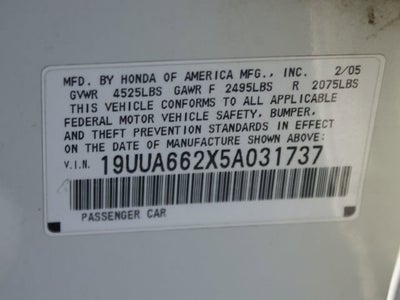 MFD. BY HONDA OF AMERICA MFG., INC. 2/05
GVWR 4525LBS GAWR F 2495LBS R 2075LBS
THIS VEHICLE CONFORMS TO ALL APPLICABLE
FEDERAL MOTOR VEHICLE SAFETY, BUMPER,
AND THEFT PREVENTION STANDARDS IN EFFECT
ON THE DATE OF MANUFACTURE SHOWN ABOVE.
V.I.N. 19UUA662X5A031737
PASSENGER CAR